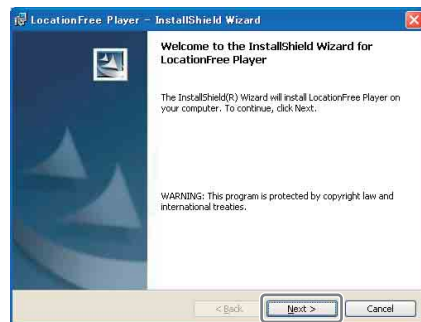 LocationFree Player - InstallShield Wizard
Welcome to the InstallShield Wizard for
LocationFree Player
The InstallShield(R) Wizard will install LocationFree Player on
your computer. To continue, click Next.
WARNING: This program is protected by copyright law and
international treaties.
< Back
Next >
Cancel